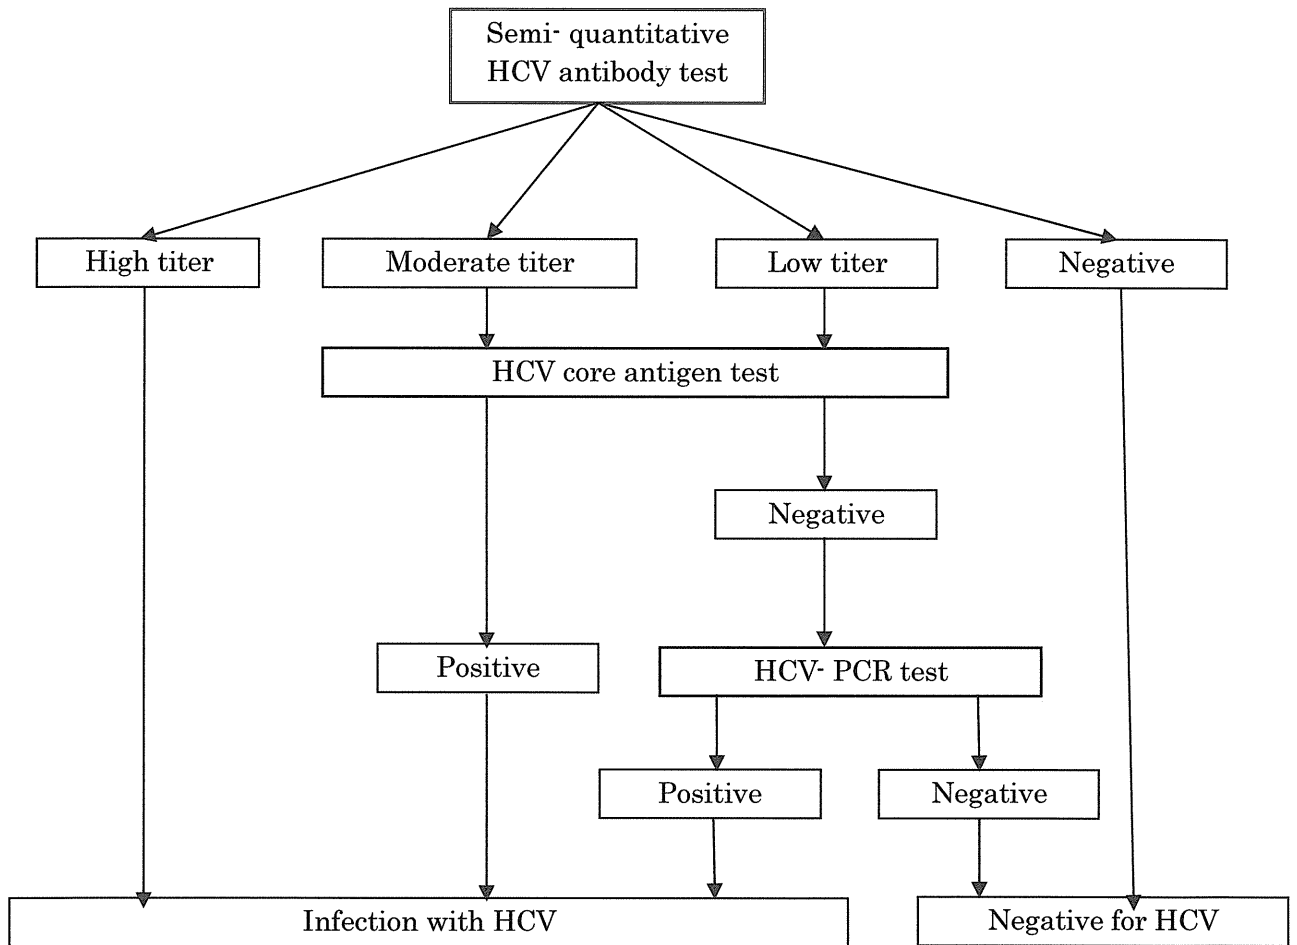 Semi- quantitative
HCV antibody test
High titer
Moderate titer
Low titer
Negative
HCV core antigen test
Negative
Positive
HCV- PCR test
Positive
Negative
Infection with HCV
Negative for HCV